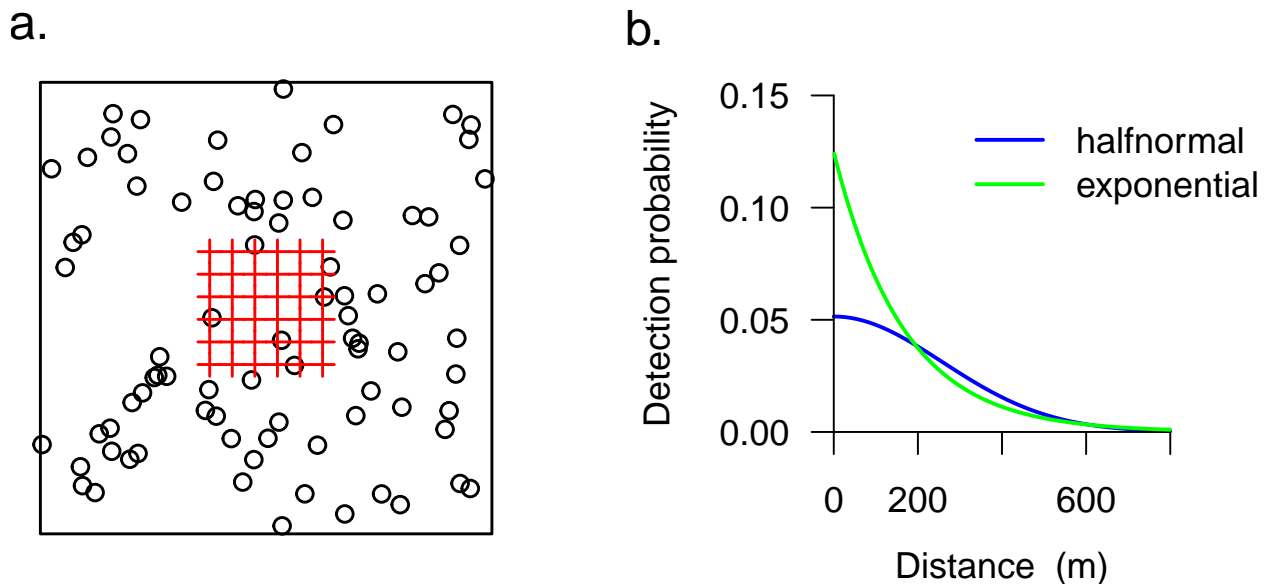 a.
b.
Detection probability
0.15
0.10
0.05
0.00
halfnormal
exponential
0 200 600
Distance (m)